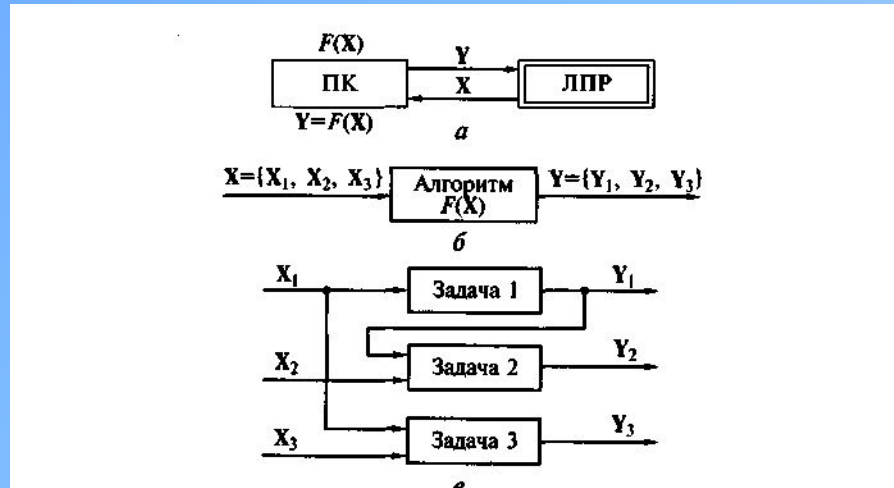 F(X)
Y
ПК
X
ЛПР
Y=F(X)
а
X={X₁, X₂, X₃}
Алгоритм
F(X)
Y={Y₁, Y₂, Y₃}
б
X₁
Задача 1
Y₁
X₂
Задача 2
Y₂
X₃
Задача 3
Y₃